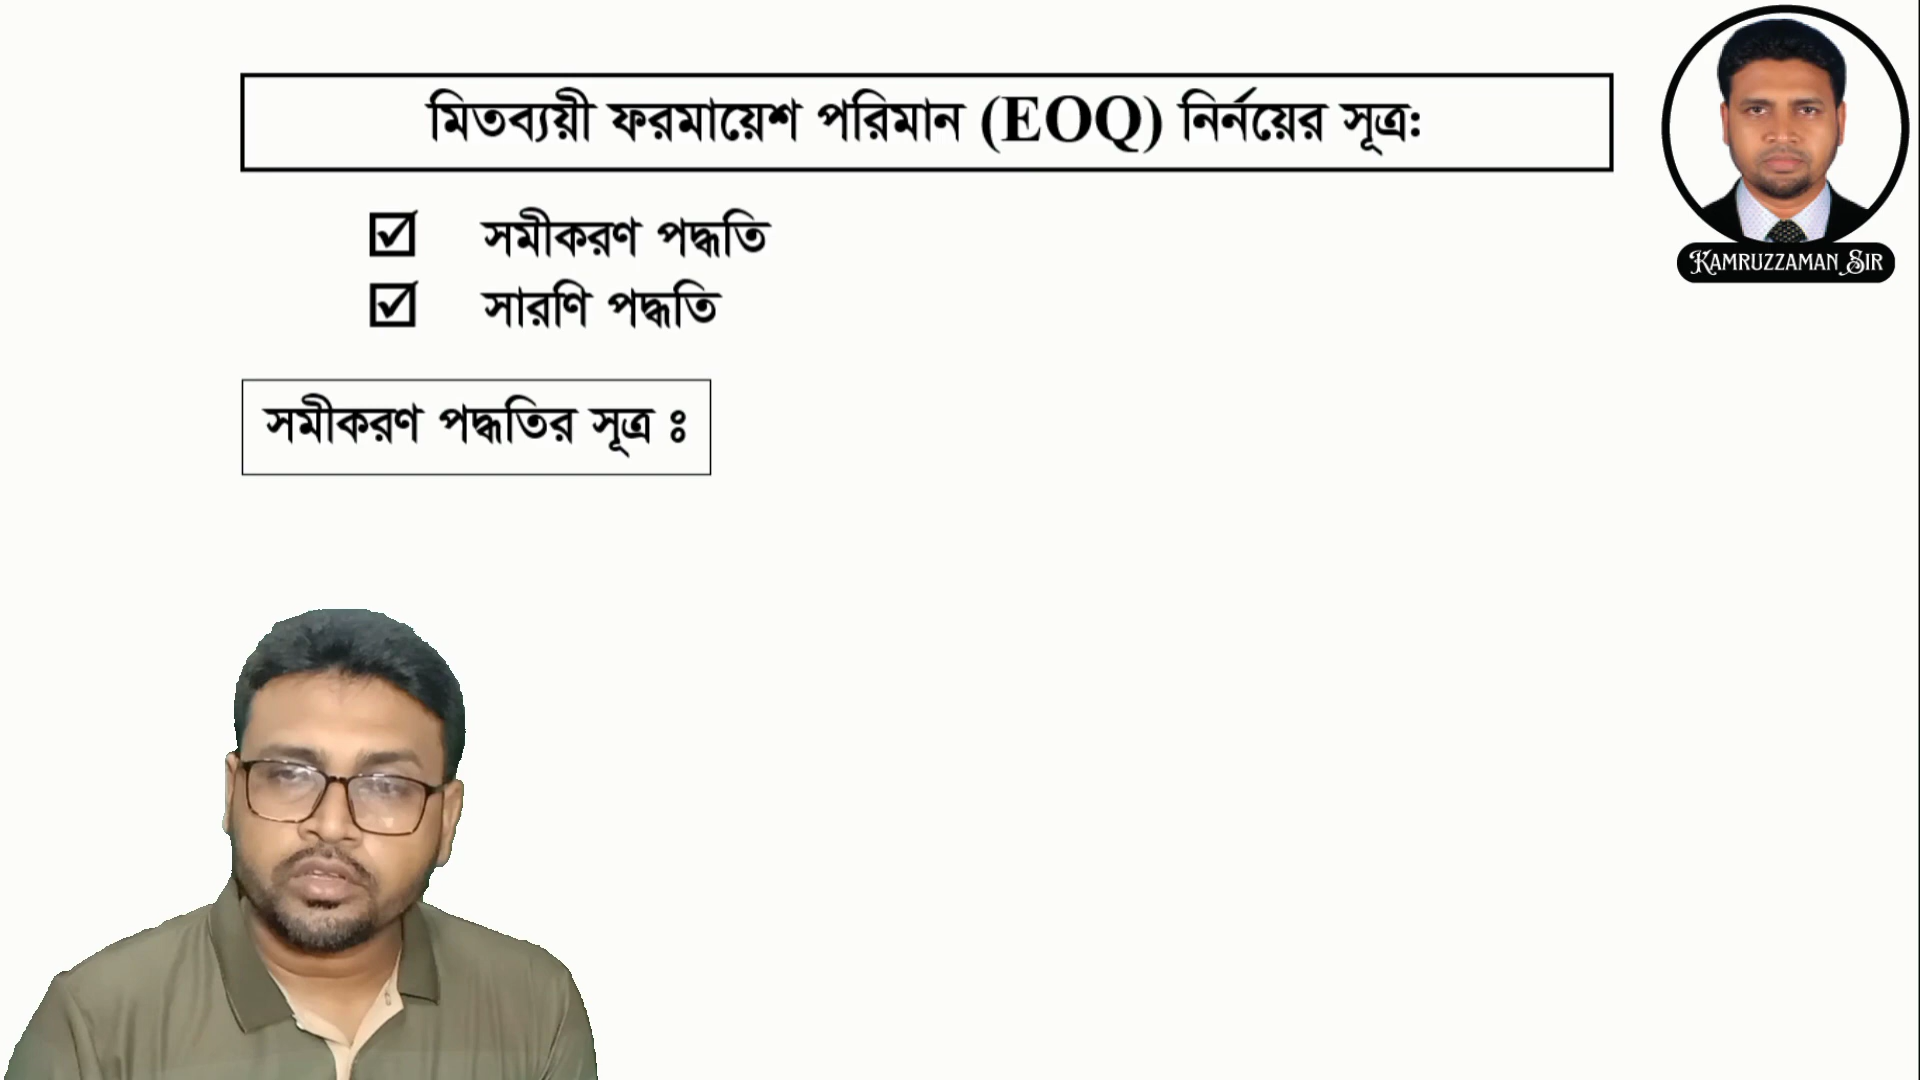 মিতব্যয়ী ফরমায়েশ পরিমান (EOQ) নির্নয়ের সূত্রঃ
সমীকরণ পদ্ধতি
সারণি পদ্ধতি
সমীকরণ পদ্ধতির সূত্র ঃ
KAMRUZZAMAN SIR